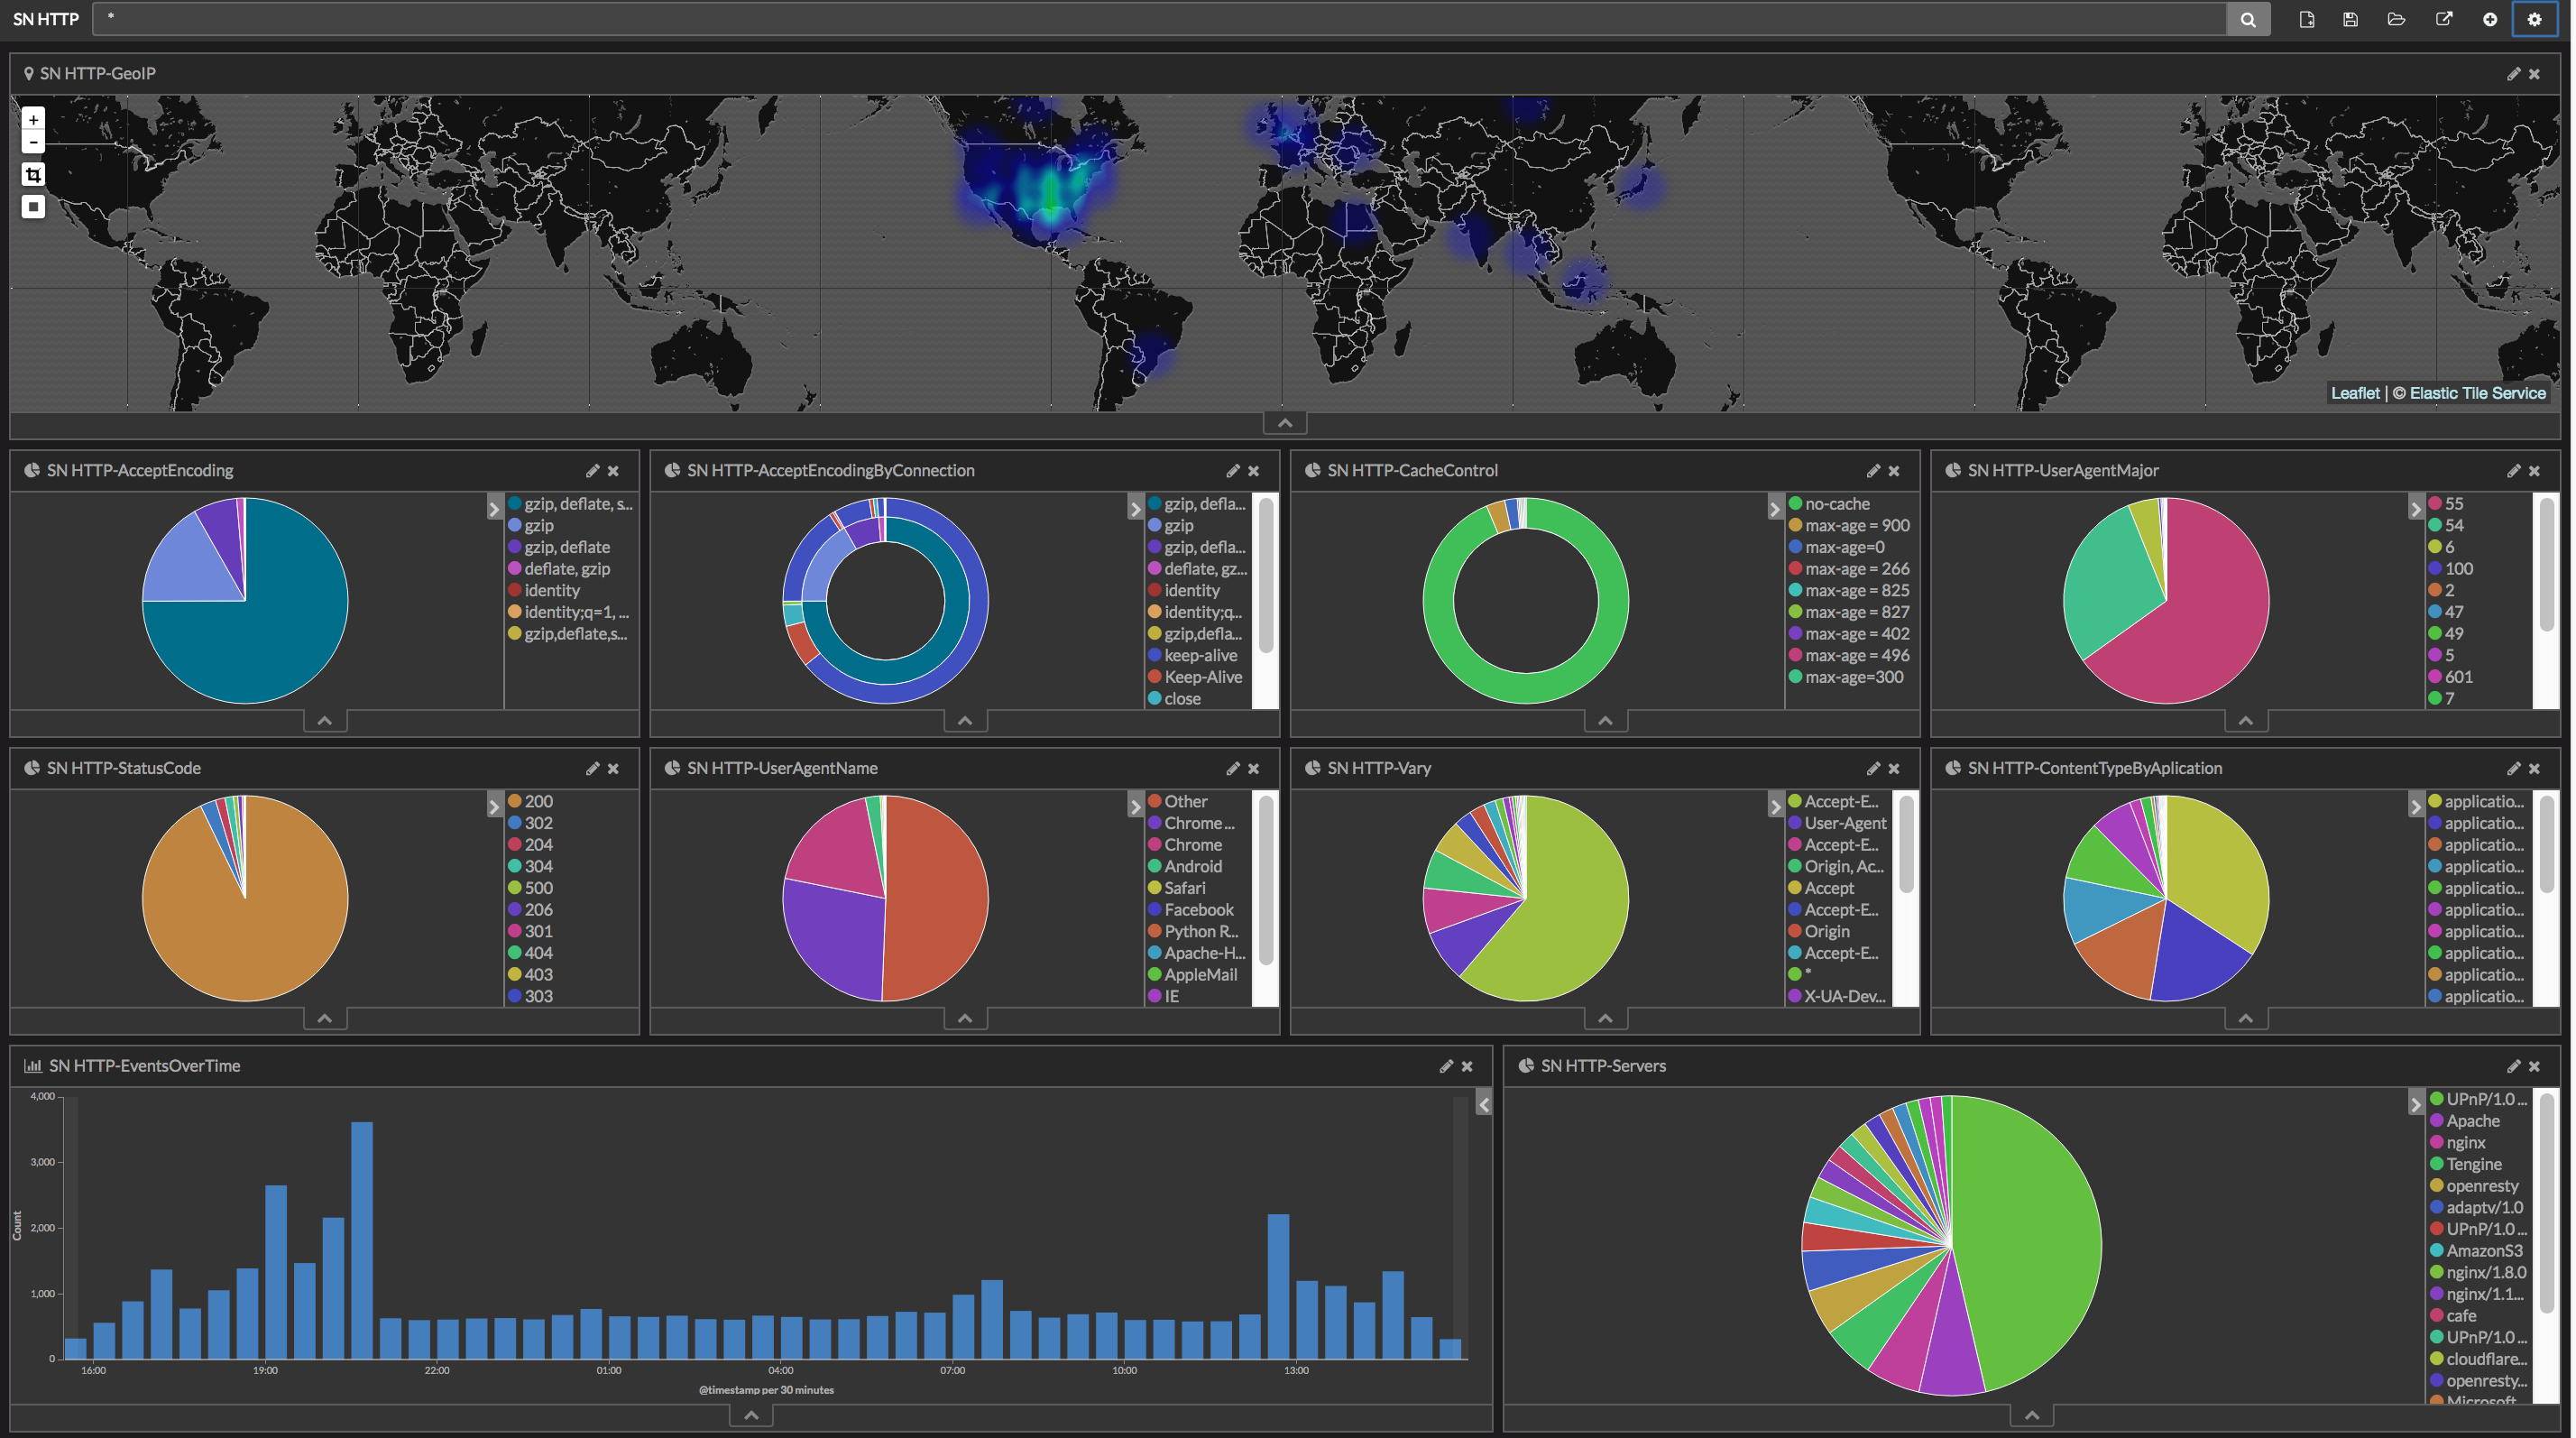 SN HTTP
*
SN HTTP-GeoIP
+
-
Leaflet | © Elastic Tile Service
SN HTTP-AcceptEncoding
gzip, deflate, s...
gzip
gzip, deflate
deflate, gzip
identity
identity;q=1, ...
gzip,deflate,s...
SN HTTP-AcceptEncodingByConnection
gzip, defla...
gzip
gzip, defla...
deflate, gz...
identity
identity;q...
gzip,defla...
keep-alive
Keep-Alive
close
SN HTTP-CacheControl
no-cache
max-age = 900
max-age=0
max-age = 266
max-age = 825
max-age = 827
max-age = 402
max-age = 496
max-age=300
SN HTTP-UserAgentMajor
55
54
6
100
2
47
49
5
601
7
SN HTTP-StatusCode
200
302
204
304
500
206
301
404
403
303
SN HTTP-UserAgentName
Other
Chrome ...
Chrome
Android
Safari
Facebook
Python R...
Apache-H...
AppleMail
IE
SN HTTP-Vary
Accept-E...
User-Agent
Accept-E...
Origin, Ac...
Accept
Accept-E...
Origin
Accept-E...
*
X-UA-Dev...
SN HTTP-ContentTypeByAplication
applicatio...
applicatio...
applicatio...
applicatio...
applicatio...
applicatio...
applicatio...
applicatio...
applicatio...
applicatio...
SN HTTP-EventsOverTime
4,000
3,000
2,000
1,000
0
Count
16:00 19:00 22:00 01:00 04:00 07:00 10:00 13:00
@timestamp per 30 minutes
SN HTTP-Servers
UPnP/1.0 ...
Apache
nginx
Tengine
openresty
adaptv/1.0
UPnP/1.0 ...
AmazonS3
nginx/1.8.0
nginx/1.1...
cafe
UPnP/1.0 ...
cloudflare...
openresty...
Microsoft